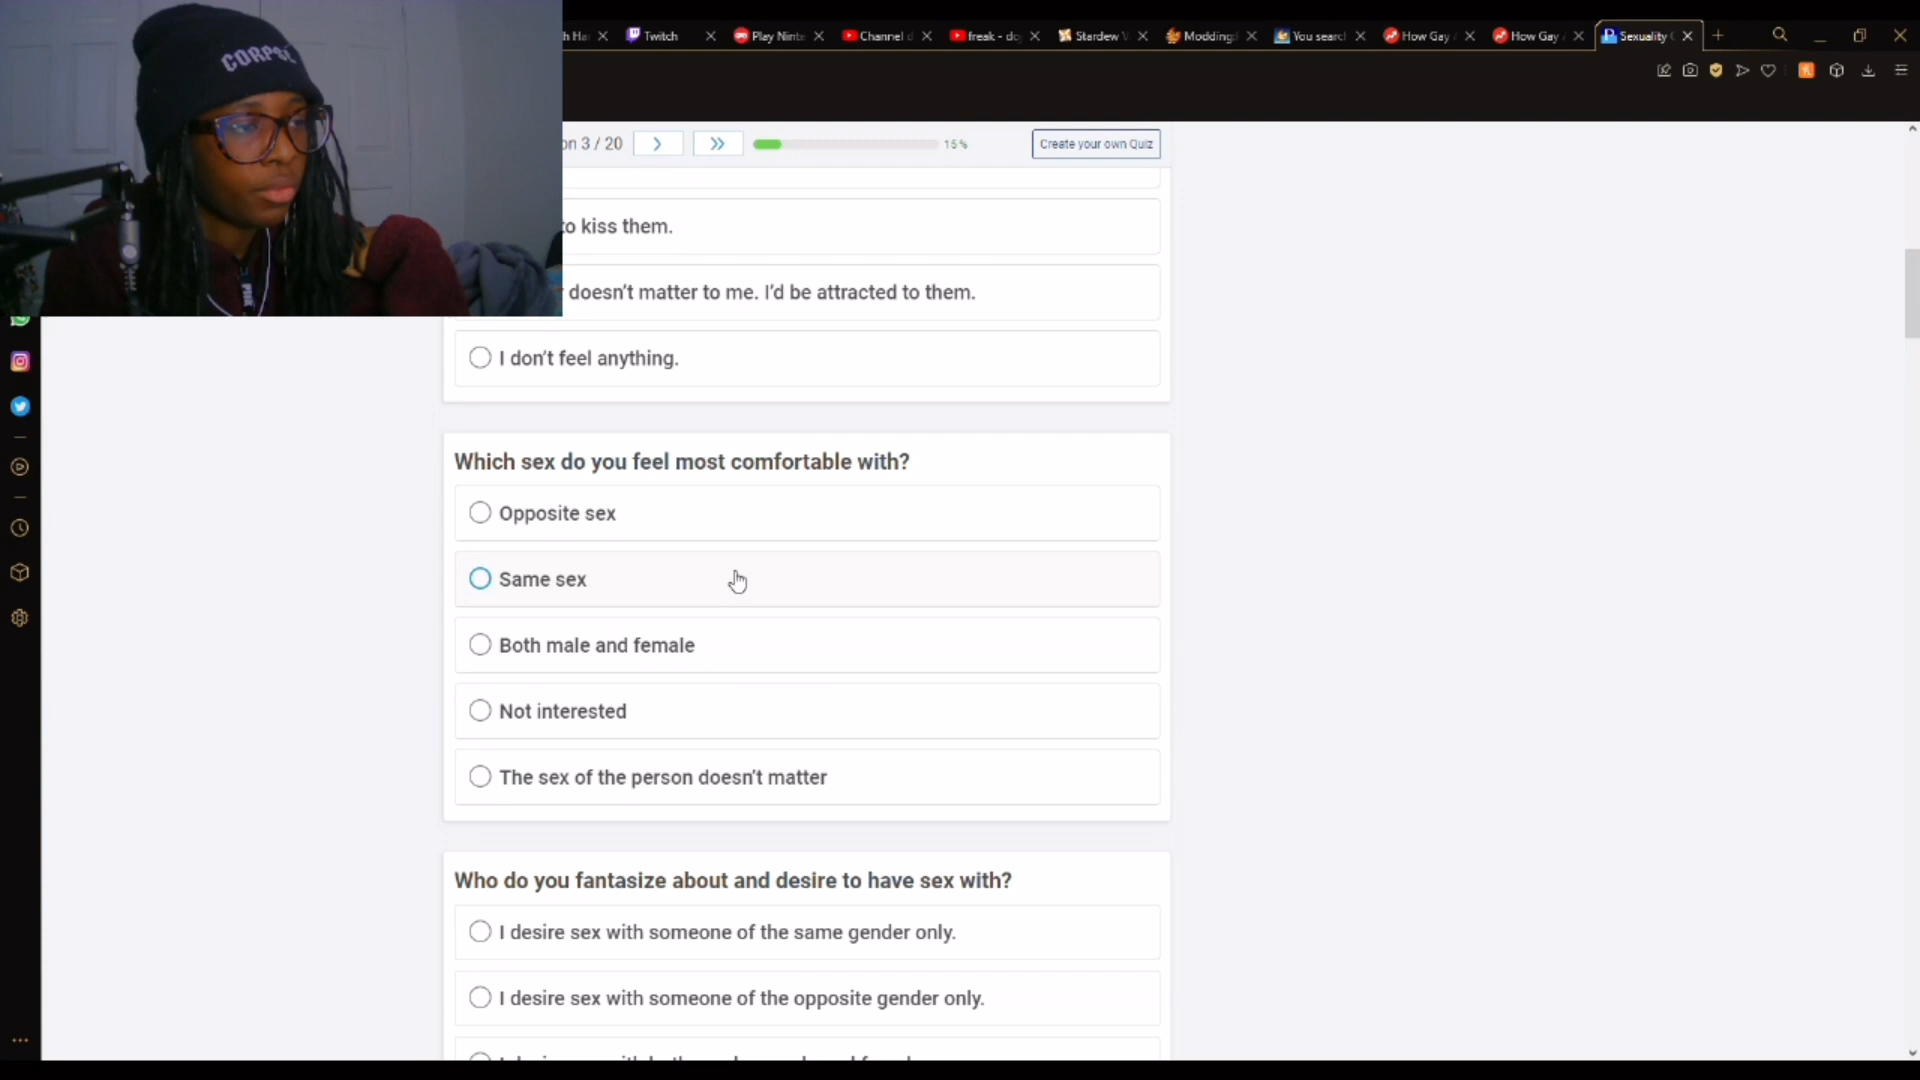 CORPSE
h Ha
Twitch
Play Ninte
Channel d
freak - do
Stardew V
Modding:
You searc
How Gay
How Gay
Sexuality
on 3 / 20
15%
Create your own Quiz
to kiss them.
doesn't matter to me. I'd be attracted to them.
I don't feel anything.
Which sex do you feel most comfortable with?
Opposite sex
Same sex
Both male and female
Not interested
The sex of the person doesn't matter
Who do you fantasize about and desire to have sex with?
I desire sex with someone of the same gender only.
I desire sex with someone of the opposite gender only.